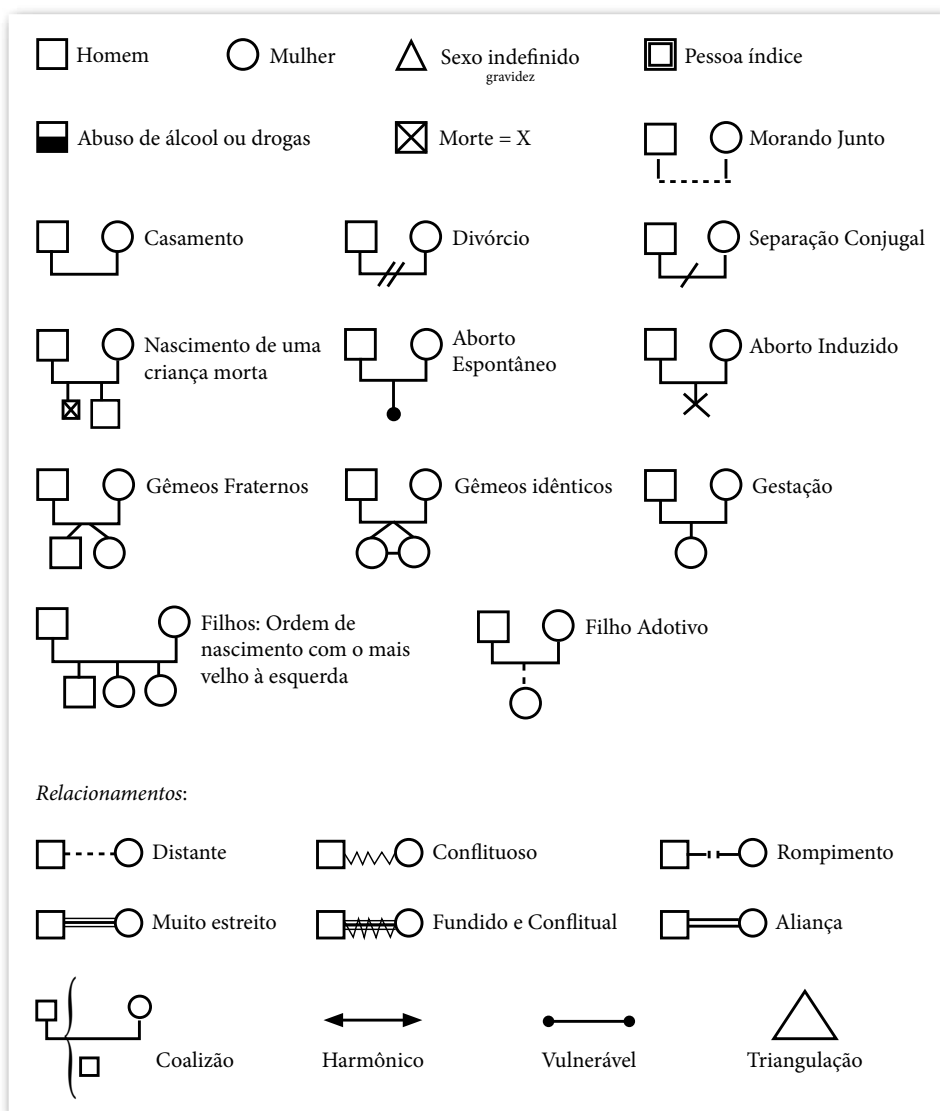 Homem
Mulher
Sexo indefinido
gravidez
Pessoa índice
Abuso de álcool ou drogas
Morte = X
Morando Junto
Casamento
Divórcio
Separação Conjugal
Nascimento de uma
criança morta
Aborto
Espontâneo
Aborto Induzido
Gêmeos Fraternos
Gêmeos idênticos
Gestação
Filhos: Ordem de
nascimento com o mais
velho à esquerda
Filho Adotivo
Relacionamentos:
Distante
Conflituoso
Rompimento
Muito estreito
Fundido e Conflitual
Aliança
Coalizão
Harmônico
Vulnerável
Triangulação